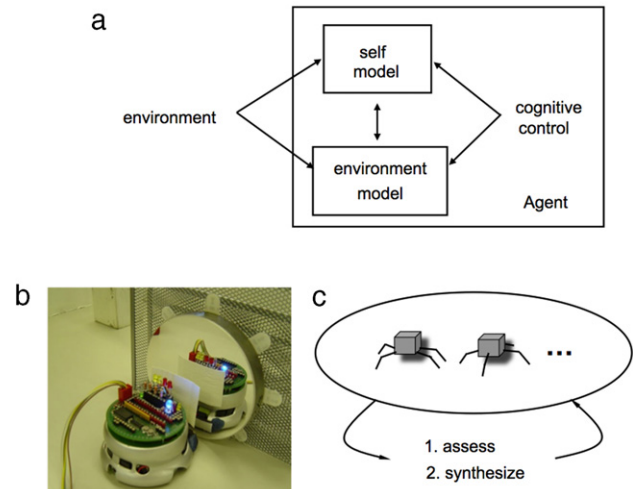 a
self
model
environment
cognitive
control
environment
model
Agent
b
c
...
1. assess
2. synthesize